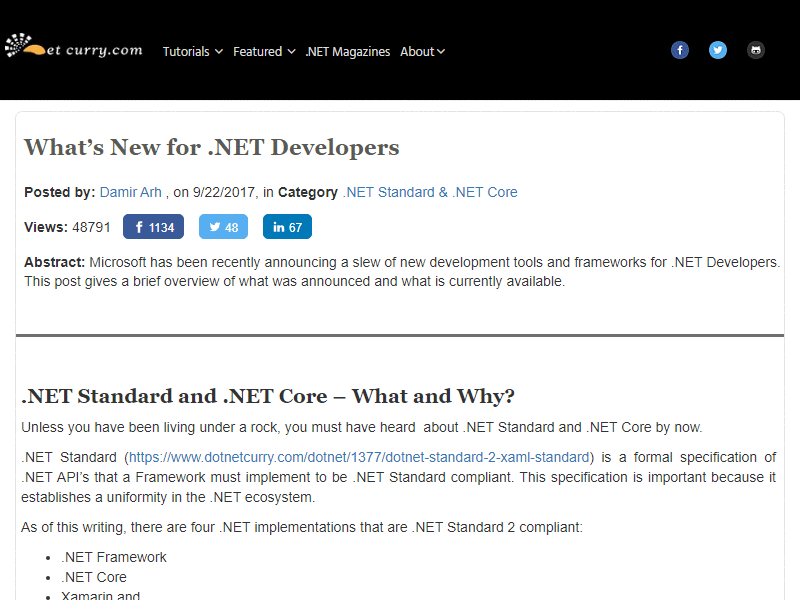 et curry.com
Tutorials Featured .NET Magazines About
What’s New for .NET Developers
Posted by: Damir Arh , on 9/22/2017, in Category .NET Standard & .NET Core
Views: 48791 f 1134 48 in 67
Abstract: Microsoft has been recently announcing a slew of new development tools and frameworks for .NET Developers.
This post gives a brief overview of what was announced and what is currently available.
.NET Standard and .NET Core – What and Why?
Unless you have been living under a rock, you must have heard about .NET Standard and .NET Core by now.
.NET Standard (https://www.dotnetcurry.com/dotnet/1377/dotnet-standard-2-xaml-standard) is a formal specification of
.NET API’s that a Framework must implement to be .NET Standard compliant. This specification is important because it
establishes a uniformity in the .NET ecosystem.
As of this writing, there are four .NET implementations that are .NET Standard 2 compliant:
• .NET Framework
• .NET Core
• Xamarin and